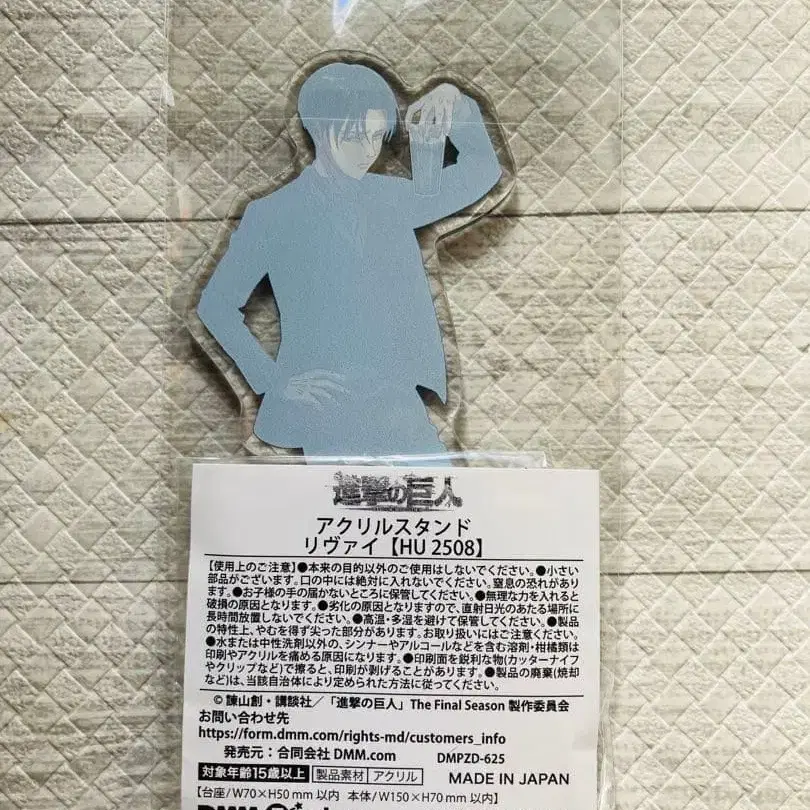 進撃の巨人
アクリルスタンド
リヴァイ【HU 2508】
【使用上のご注意】●本来の目的以外のご使用はしないでください。●小さい
部品がございます。口の中には絶対に入れないでください。窒息の恐れがあり
ます。●お子様の手の届かないところに保管してください。●無理な力を入れると
破損の原因となります。●劣化の原因となりますので、直射日光のあたる場所に
長時間放置しないでください。●高温・多湿を避けて保管してください。●製品
の特性上、やむを得ず尖った部分があります。お取り扱いにはご注意ください。
●水または中性洗剤以外の、シンナーやアルコールなどを含む溶剤・柑橘類は
印刷やアクリルを痛める原因になります。●印刷面を鋭利な物(カッターナイフ
やクリップなど)で擦ると、印刷が剥げることがあります。●製品の廃棄(焼却
など)は、当該自治体により定められた方法に従ってください。
© 諫山創・講談社／「進撃の巨人」The Final Season 製作委員会
お問い合わせ先
https://form.dmm.com/rights-md/customers_info
発売元：合同会社 DMM.com DMPZD-625
対象年齢15歳以上 製品素材 アクリル MADE IN JAPAN
【台座/W70×H50 mm 以内 本体/W150×H70 mm 以内】